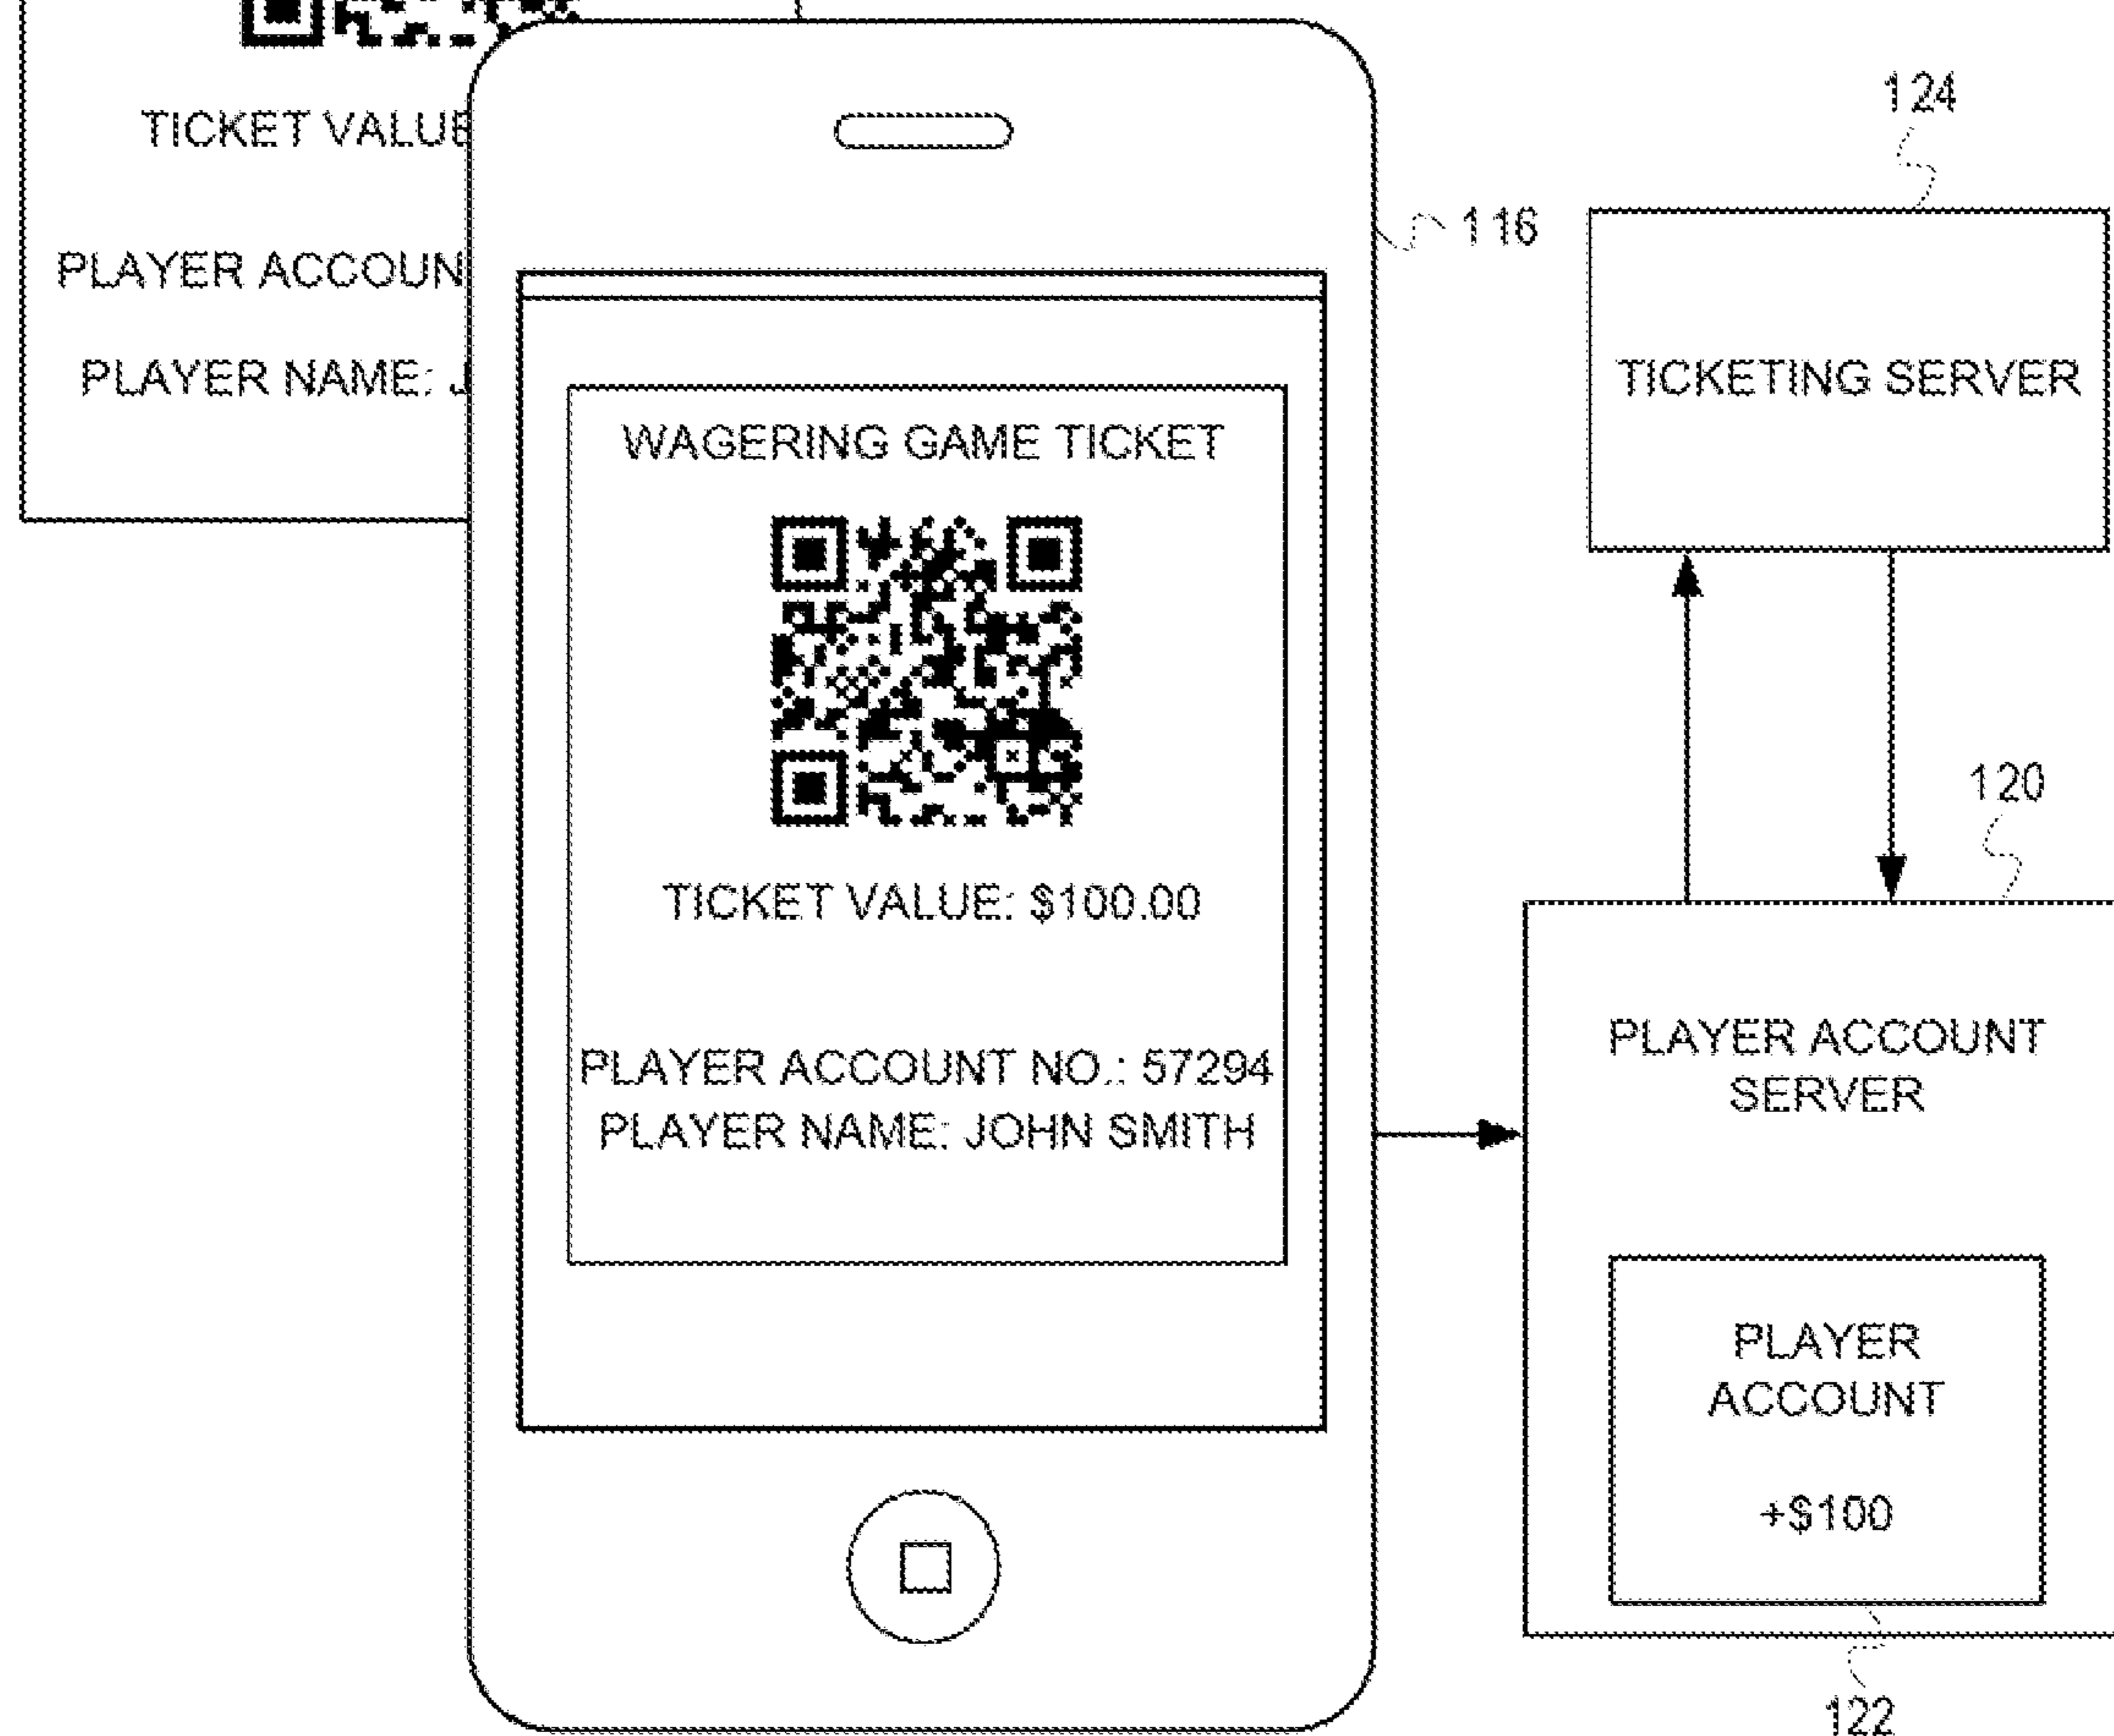 TICKET VALUE
PLAYER ACCOUN
PLAYER NAME: J
116
WAGERING GAME TICKET
TICKET VALUE: $100.00
PLAYER ACCOUNT NO.: 57294
PLAYER NAME: JOHN SMITH
124
TICKETING SERVER
120
PLAYER ACCOUNT
SERVER
PLAYER
ACCOUNT
+$100
122